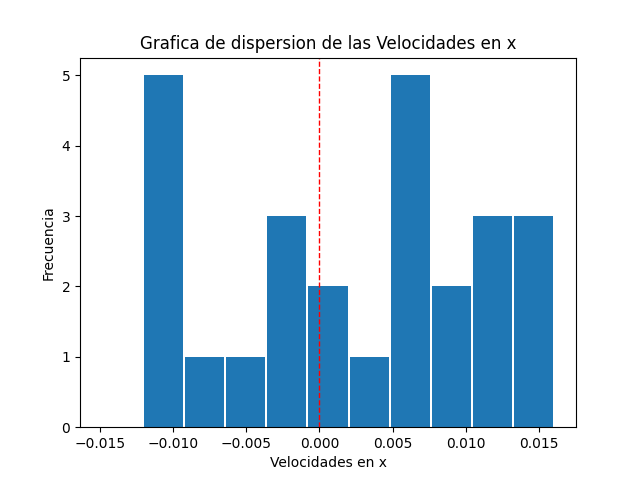 Grafica de dispersion de las Velocidades en x
5
4
3
2
1
0
Frecuencia
−0.015 −0.010 −0.005 0.000 0.005 0.010 0.015
Velocidades en x